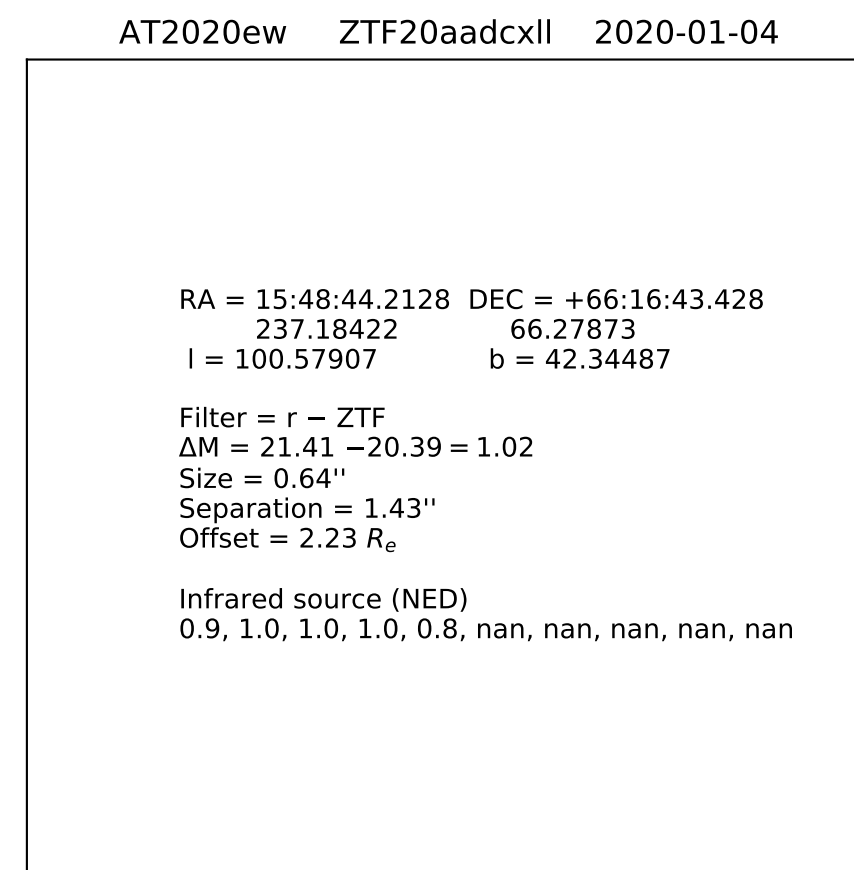 AT2020ew ZTF20aadcxll 2020-01-04
RA = 15:48:44.2128 DEC = +66:16:43.428
237.18422 66.27873
l = 100.57907 b = 42.34487
Filter = r − ZTF
ΔM = 21.41 −20.39 = 1.02
Size = 0.64''
Separation = 1.43''
Offset = 2.23 Re
Infrared source (NED)
0.9, 1.0, 1.0, 1.0, 0.8, nan, nan, nan, nan, nan